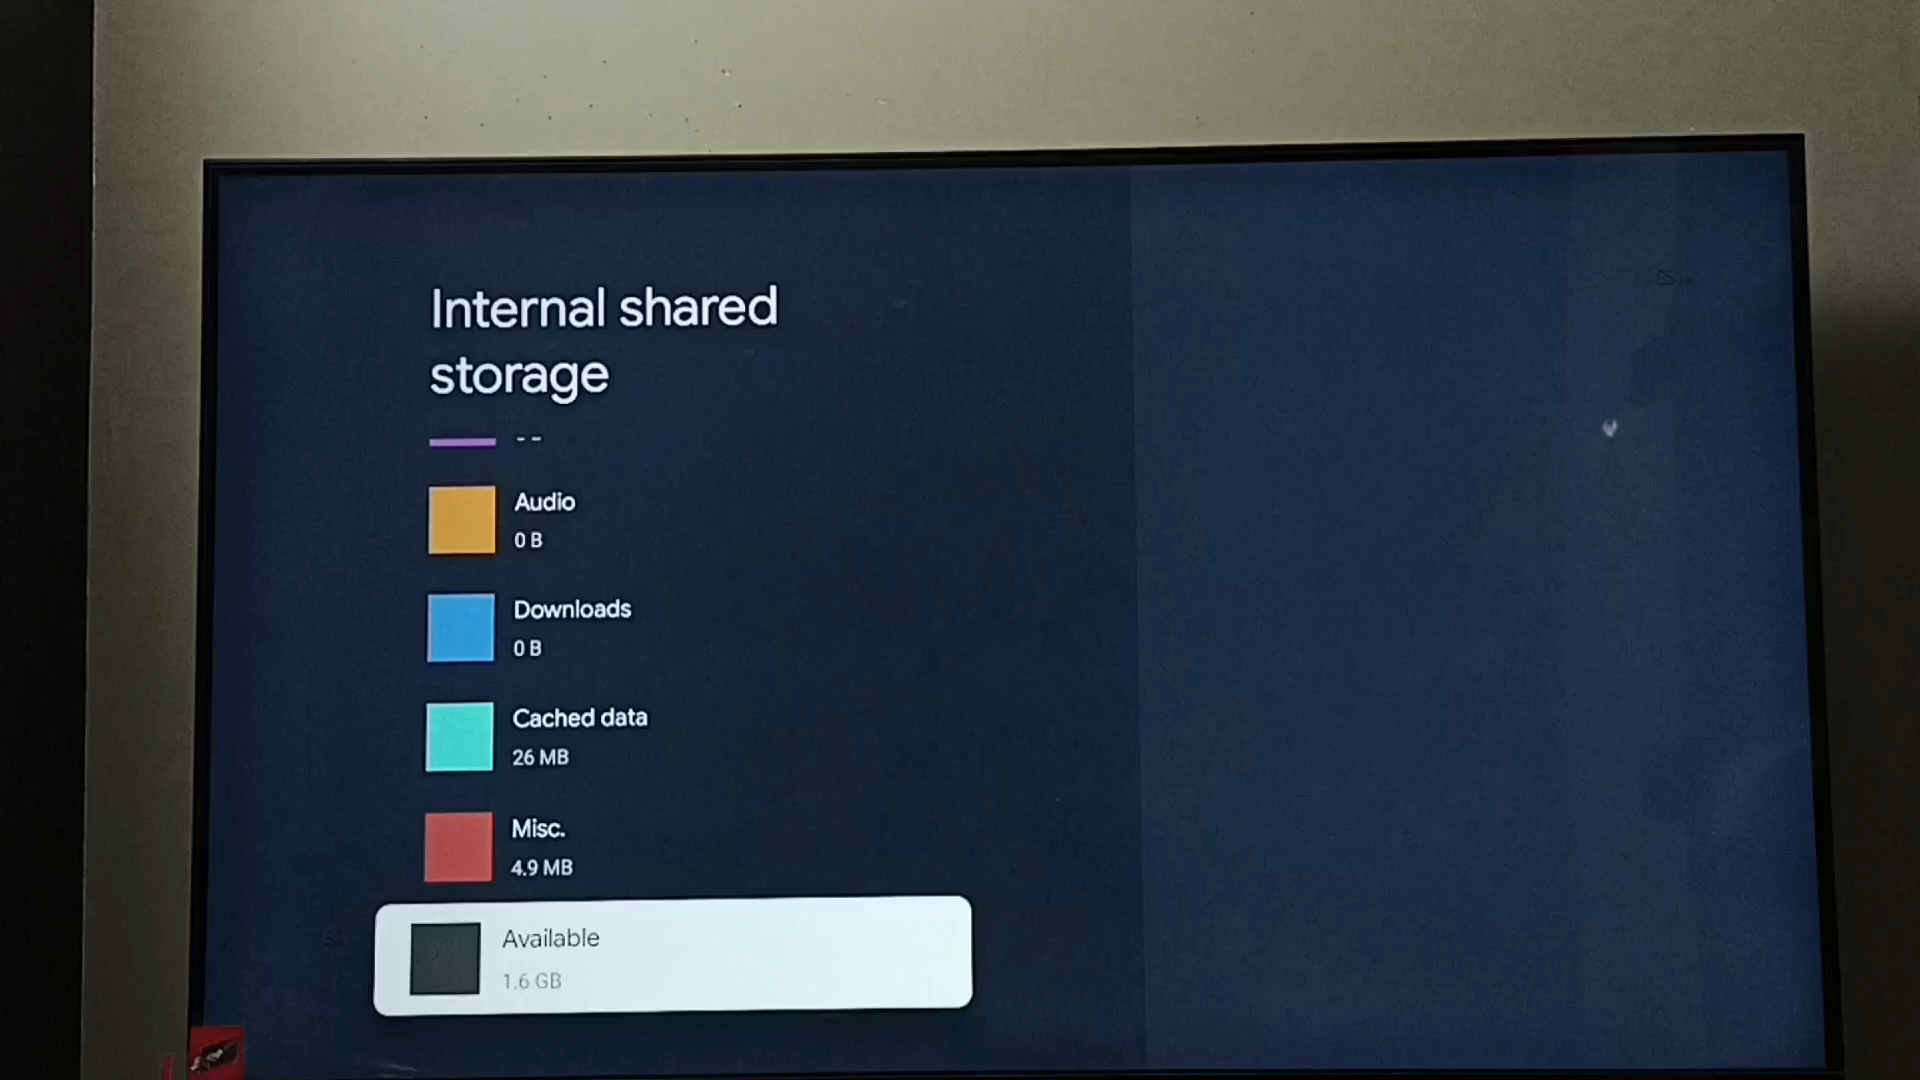 Internal shared
storage
--
Audio
0 B
Downloads
0 B
Cached data
26 MB
Misc.
4.9 MB
Available
1.6 GB